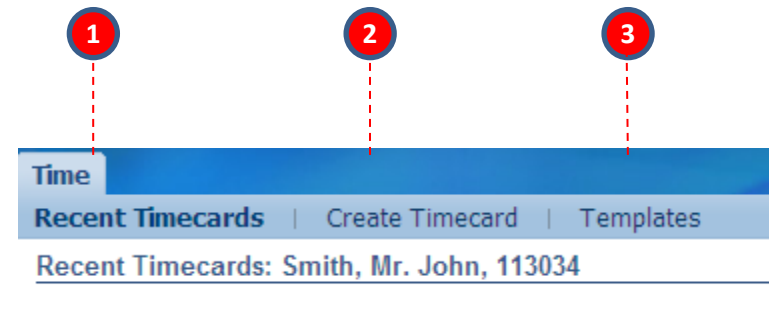 1 2 3
Time
Recent Timecards | Create Timecard | Templates
Recent Timecards: Smith, Mr. John, 113034